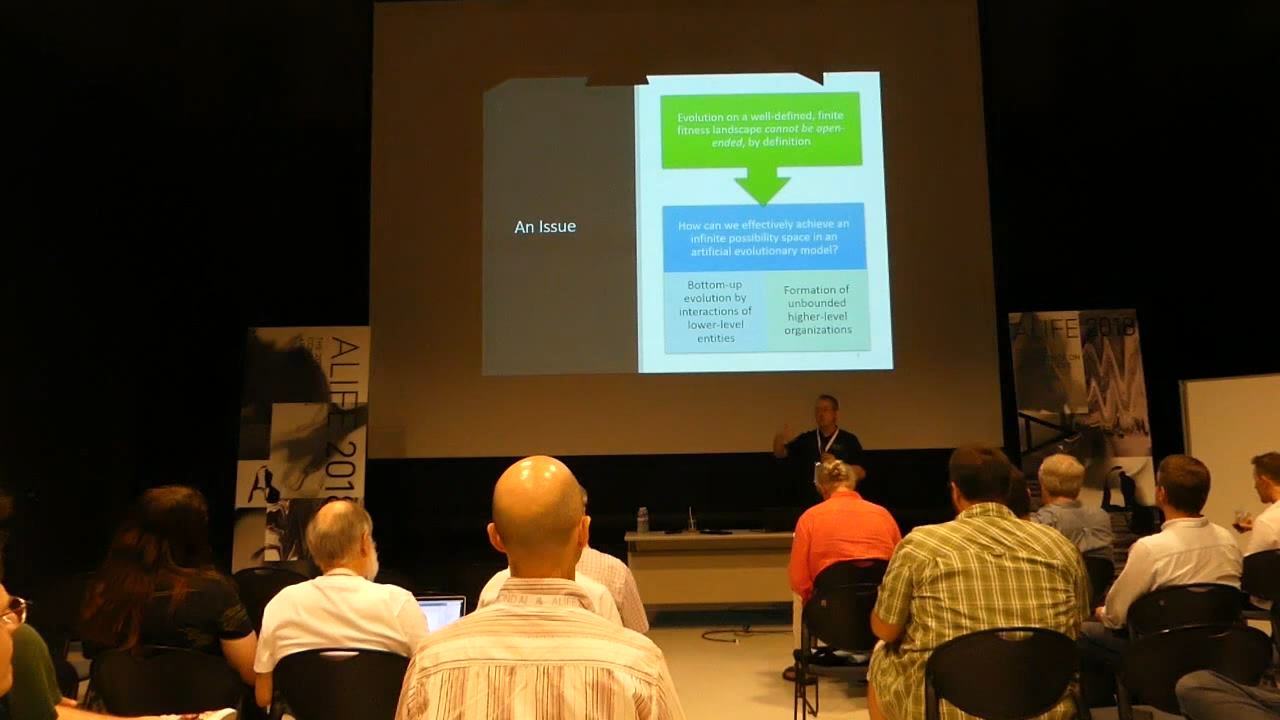 Evolution on a well-defined, finite
fitness landscape cannot be open-
ended, by definition
An Issue
How can we effectively achieve an
infinite possibility space in an
artificial evolutionary model?
Bottom-up
evolution by
interactions of
lower-level
entities
Formation of
unbounded
higher-level
organizations
ALIFE 2018
ALIFE 2018